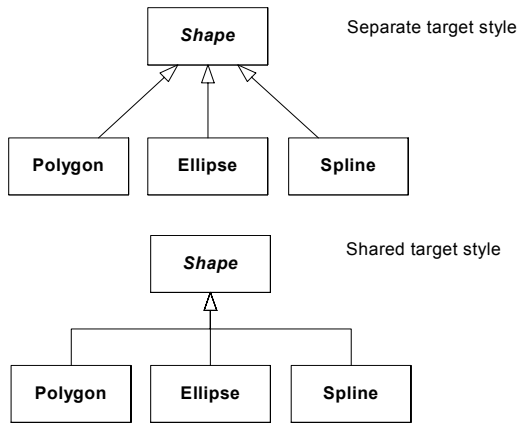 Shape
Separate target style
Polygon
Ellipse
Spline
Shape
Shared target style
Polygon
Ellipse
Spline